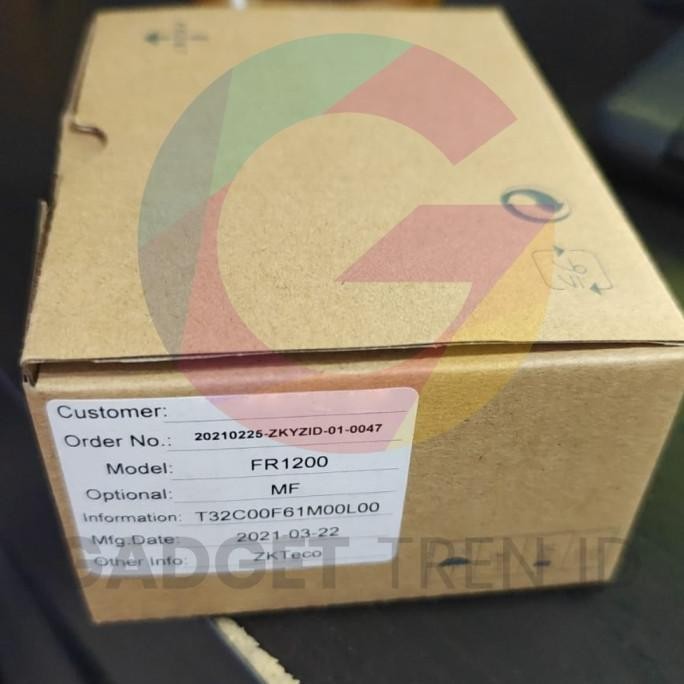 Customer:
Order No.: 20210225-ZKYZID-01-0047
Model: FR1200
Optional: MF
Information: T32C00F61M00L00
Mfg.Date: 2021-03-22
Other Info: ZKTeco
GADGET TREN ID